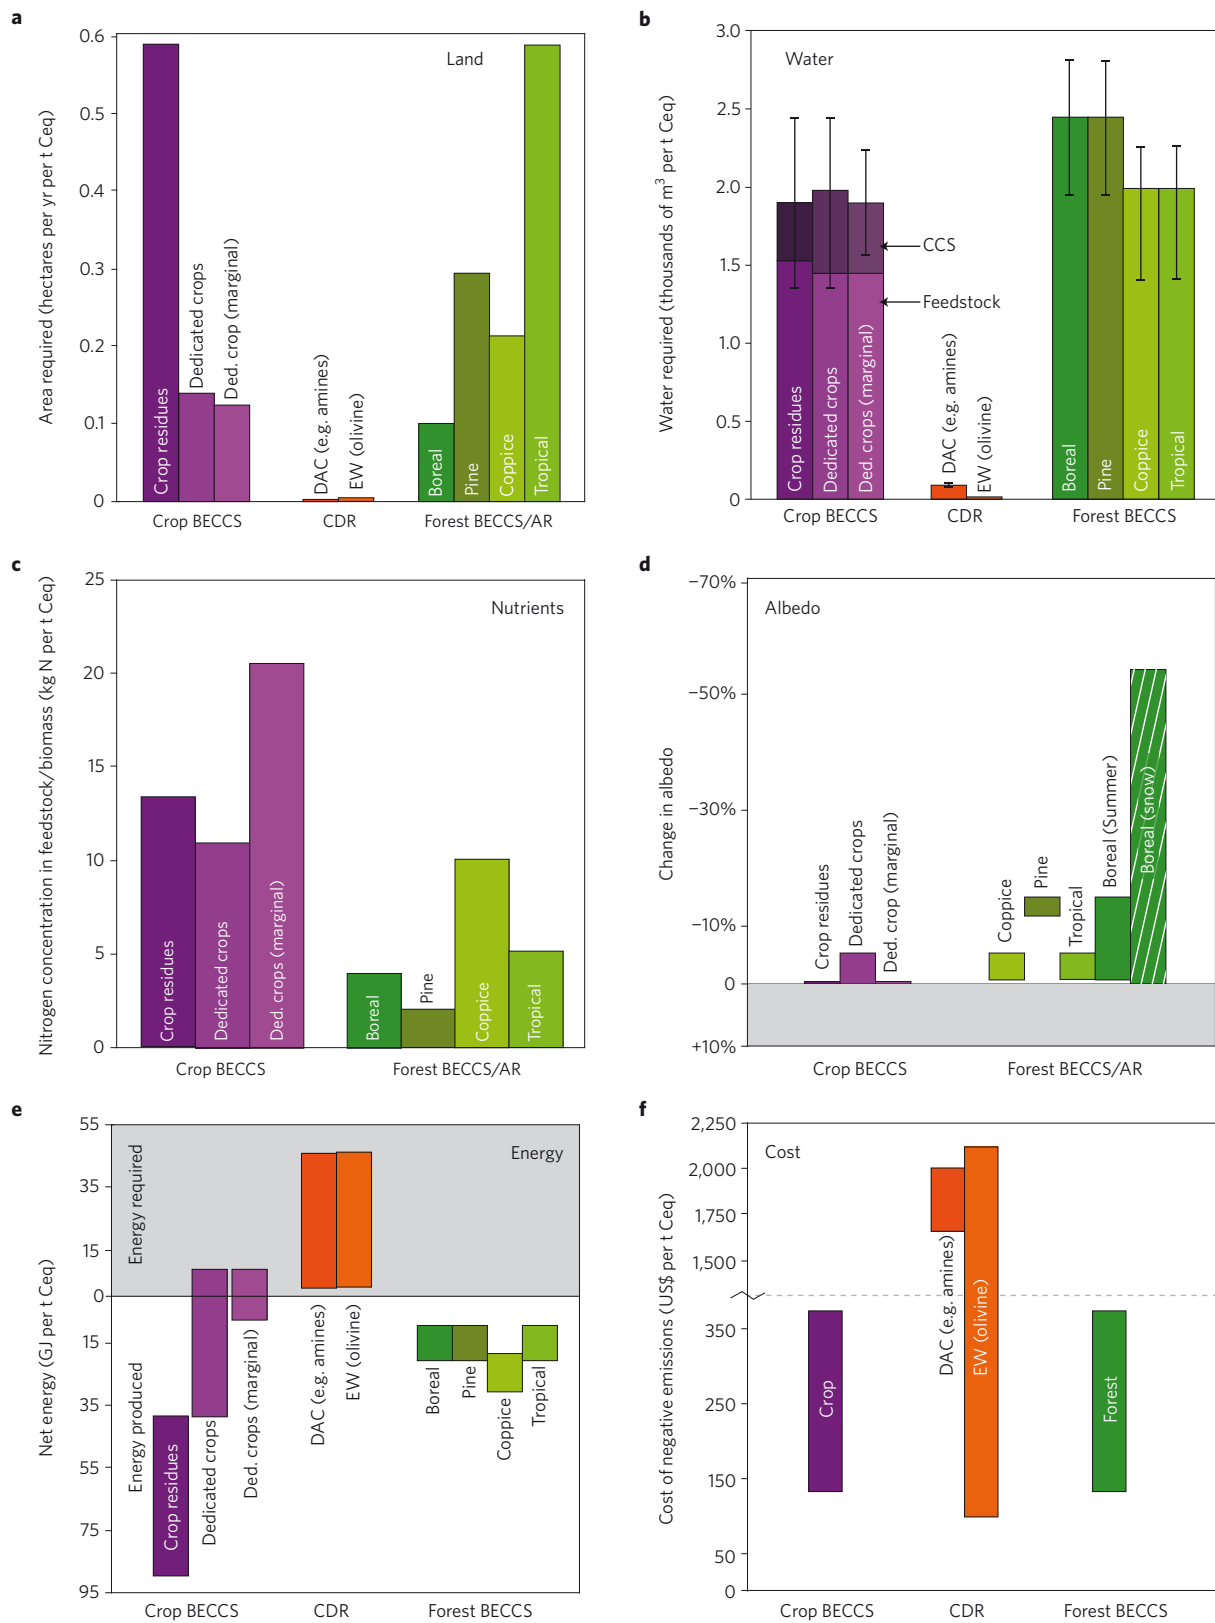 a
Land
Area required (hectares per yr per t Ceq)
0.6
0.5
0.4
0.3
0.2
0.1
0
Crop residues
Dedicated crops
Ded. crop (marginal)
DAC (e.g. amines)
EW (olivine)
Boreal
Pine
Coppice
Tropical
Crop BECCS
CDR
Forest BECCS/AR
b
Water
Water required (thousands of m³ per t Ceq)
3.0
2.5
2.0
1.5
1.0
0.5
0
Crop residues
Dedicated crops
Ded. crops (marginal)
CCS
Feedstock
DAC (e.g. amines)
EW (olivine)
Boreal
Pine
Coppice
Tropical
Crop BECCS
CDR
Forest BECCS
c
Nutrients
Nitrogen concentration in feedstock/biomass (kg N per t Ceq)
25
20
15
10
5
0
Crop residues
Dedicated crops
Ded. crops (marginal)
Boreal
Pine
Coppice
Tropical
Crop BECCS
Forest BECCS/AR
d
Albedo
Change in albedo
−70%
−50%
−30%
−10%
0
+10%
Crop residues
Dedicated crops
Ded. crop (marginal)
Coppice
Pine
Tropical
Boreal (Summer)
Boreal (snow)
Crop BECCS
Forest BECCS/AR
e
Energy
Net energy (GJ per t Ceq)
Energy required
Energy produced
55
35
15
0
15
35
55
75
95
Crop residues
Dedicated crops
Ded. crops (marginal)
DAC (e.g. amines)
EW (olivine)
Boreal
Pine
Coppice
Tropical
Crop BECCS
CDR
Forest BECCS
f
Cost
Cost of negative emissions (US$ per t Ceq)
2,250
2,000
1,750
1,500
350
250
150
50
0
Crop
DAC (e.g. amines)
EW (olivine)
Forest
Crop BECCS
CDR
Forest BECCS